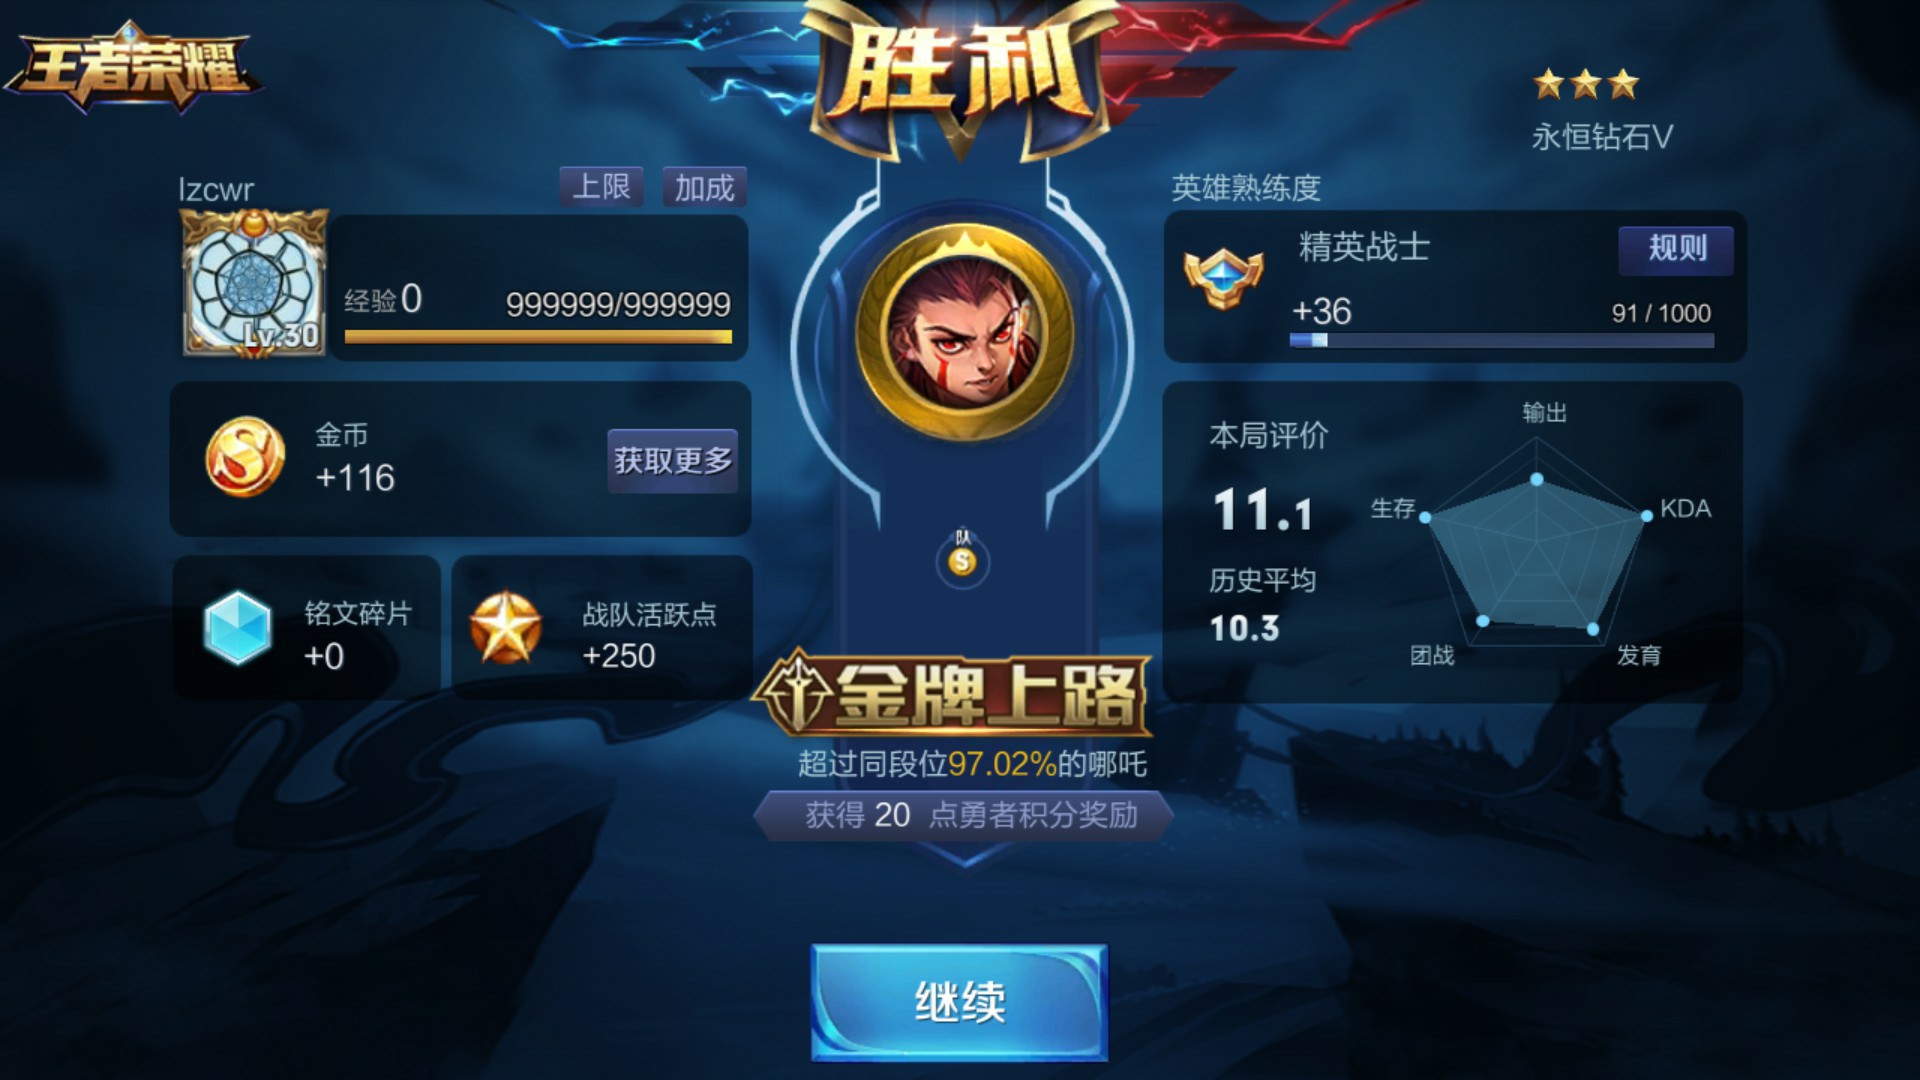 王者荣耀
胜利
永恒钻石V
lzcwr
上限
加成
Lv.30
经验0
999999/999999
英雄熟练度
精英战士
规则
+36
91 / 1000
金币
+116
获取更多
铭文碎片
+0
战队活跃点
+250
队
S
本局评价
11.1
历史平均
10.3
输出
生存
KDA
团战
发育
金牌上路
超过同段位97.02%的哪吒
获得 20 点勇者积分奖励
继续